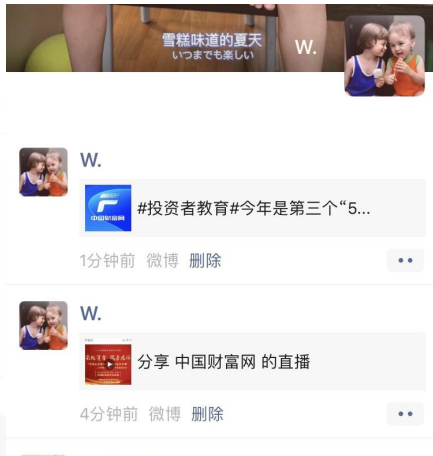 雪糕味道的夏天
いつまでも楽しい
W.
W.
中国财富网
#投资者教育#今年是第三个“5...
1分钟前 微博 删除
W.
分享 中国财富网 的直播
4分钟前 微博 删除